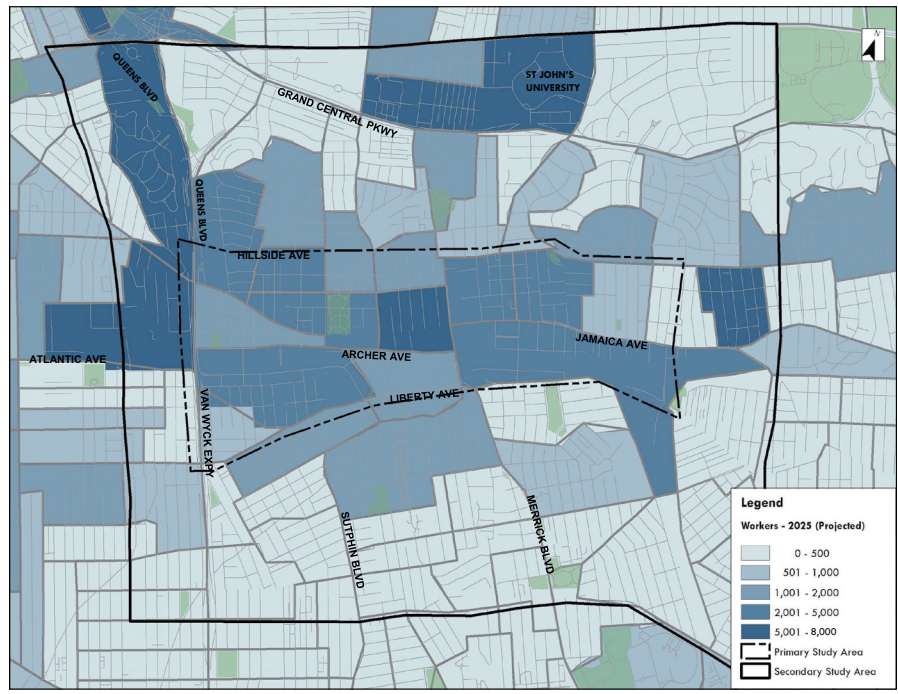 N
QUEENS BLVD
ST JOHN'S
UNIVERSITY
GRAND CENTRAL PKWY
QUEENS BLVD
HILLSIDE AVE
JAMAICA AVE
ATLANTIC AVE
ARCHER AVE
LIBERTY AVE
VAN WYCK EXPY
SUTPHIN BLVD
MERRICK BLVD
Legend
Workers - 2025 (Projected)
0 - 500
501 - 1,000
1,001 - 2,000
2,001 - 5,000
5,001 - 8,000
Primary Study Area
Secondary Study Area